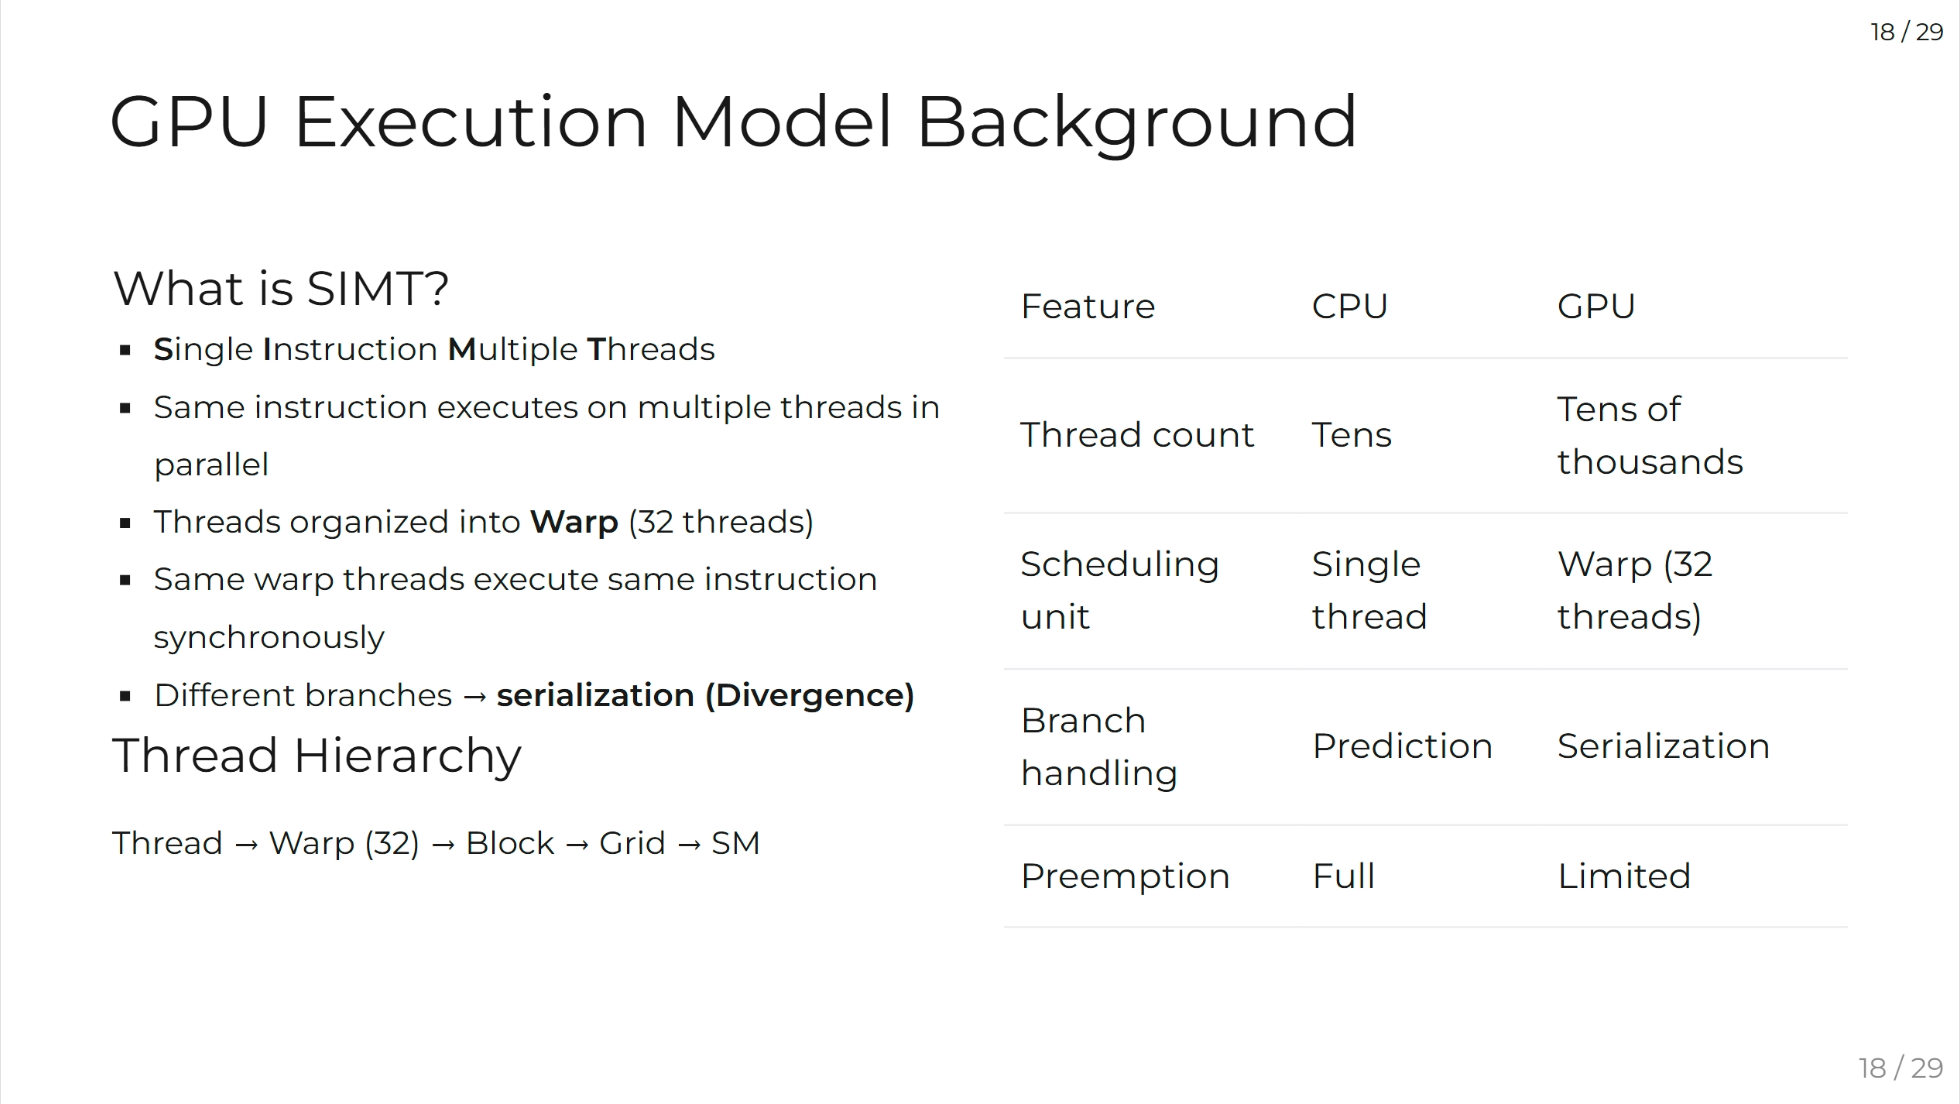 18 / 29
GPU Execution Model Background
What is SIMT?
▪ Single Instruction Multiple Threads
▪ Same instruction executes on multiple threads in
parallel
▪ Threads organized into Warp (32 threads)
▪ Same warp threads execute same instruction
synchronously
▪ Different branches → serialization (Divergence)
Thread Hierarchy
Thread → Warp (32) → Block → Grid → SM
Feature CPU GPU
Thread count Tens Tens of
thousands
Scheduling Single Warp (32
unit thread threads)
Branch
handling Prediction Serialization
Preemption Full Limited
18 / 29